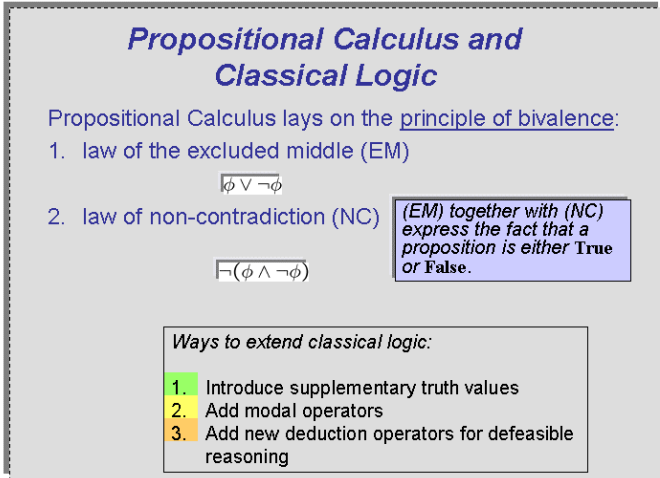 Propositional Calculus and
Classical Logic
Propositional Calculus lays on the principle of bivalence:
1. law of the excluded middle (EM)
ϕ ∨ ¬ϕ
2. law of non-contradiction (NC)
¬(ϕ ∧ ¬ϕ)
(EM) together with (NC)
express the fact that a
proposition is either True
or False.
Ways to extend classical logic:
1. Introduce supplementary truth values
2. Add modal operators
3. Add new deduction operators for defeasible
reasoning